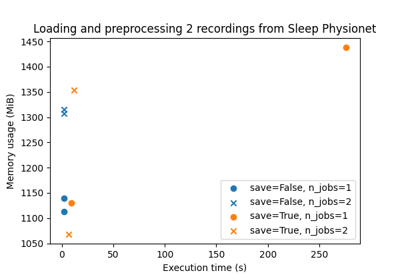 Loading and preprocessing 2 recordings from Sleep Physionet
1450
1400
1350
1300
1250
1200
1150
1100
1050
Memory usage (MiB)
save=False, n_jobs=1
save=False, n_jobs=2
save=True, n_jobs=1
save=True, n_jobs=2
0 50 100 150 200 250
Execution time (s)